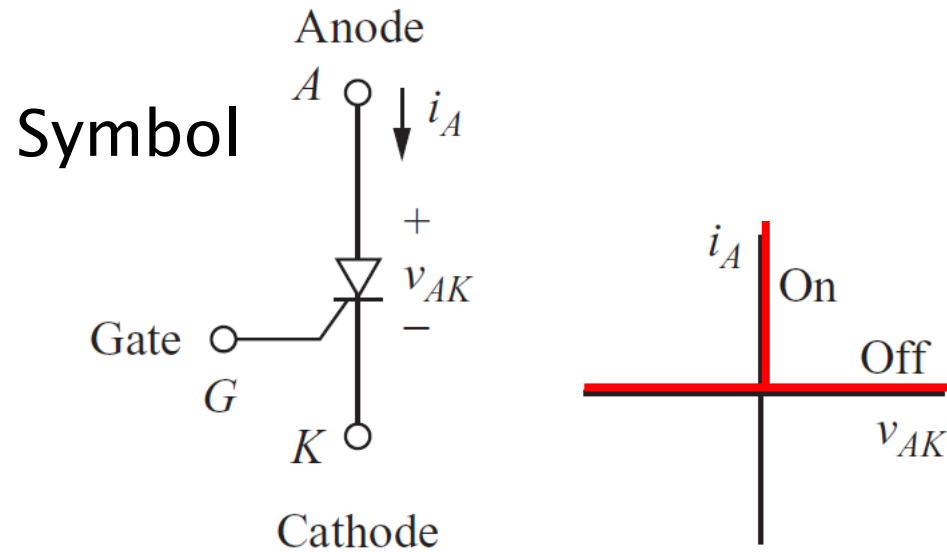 Anode
A
i_A
Symbol
+
v_AK
−
Gate
G
K
Cathode
i_A
On
Off
v_AK